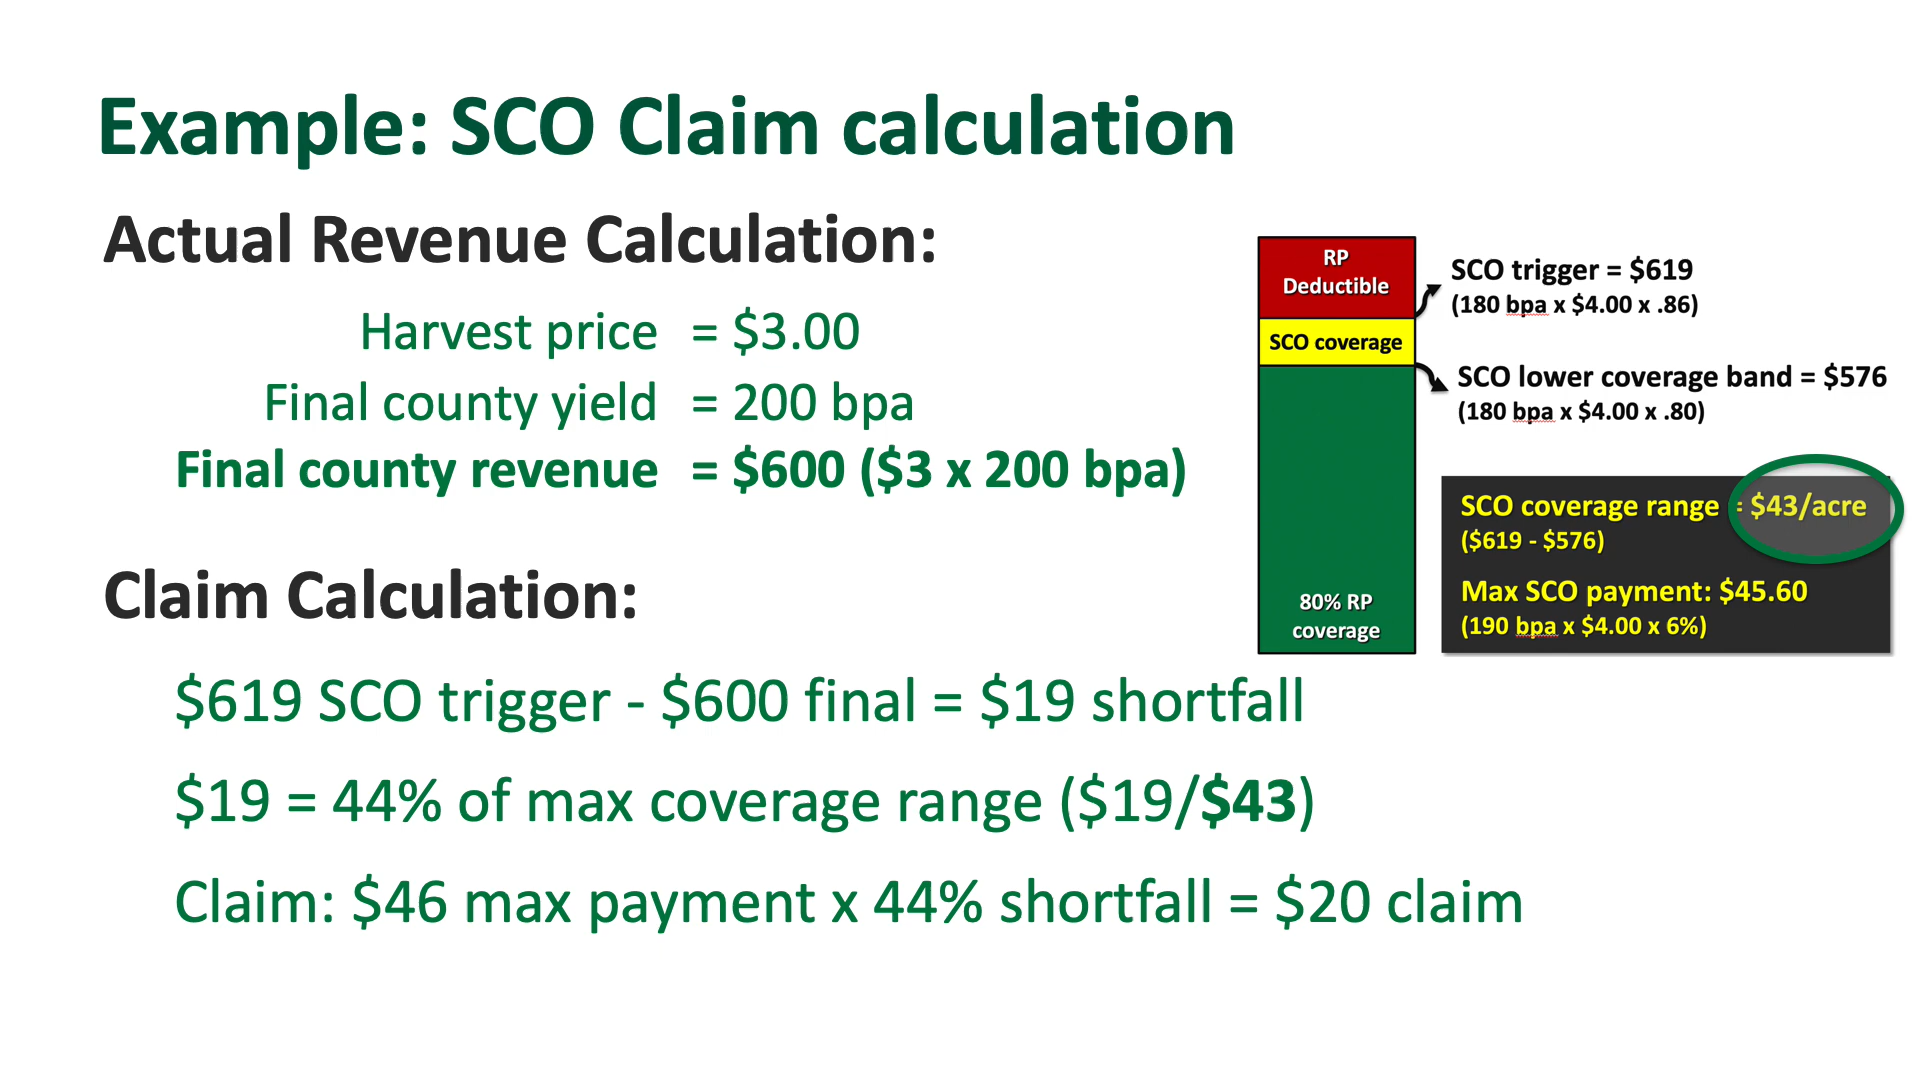 Example: SCO Claim calculation
Actual Revenue Calculation:
Harvest price = $3.00
Final county yield = 200 bpa
Final county revenue = $600 ($3 x 200 bpa)
Claim Calculation:
$619 SCO trigger - $600 final = $19 shortfall
$19 = 44% of max coverage range ($19/$43)
Claim: $46 max payment x 44% shortfall = $20 claim
RP
Deductible
SCO coverage
80% RP
coverage
SCO trigger = $619
(180 bpa x $4.00 x .86)
SCO lower coverage band = $576
(180 bpa x $4.00 x .80)
SCO coverage range = $43/acre
($619 - $576)
Max SCO payment: $45.60
(190 bpa x $4.00 x 6%)